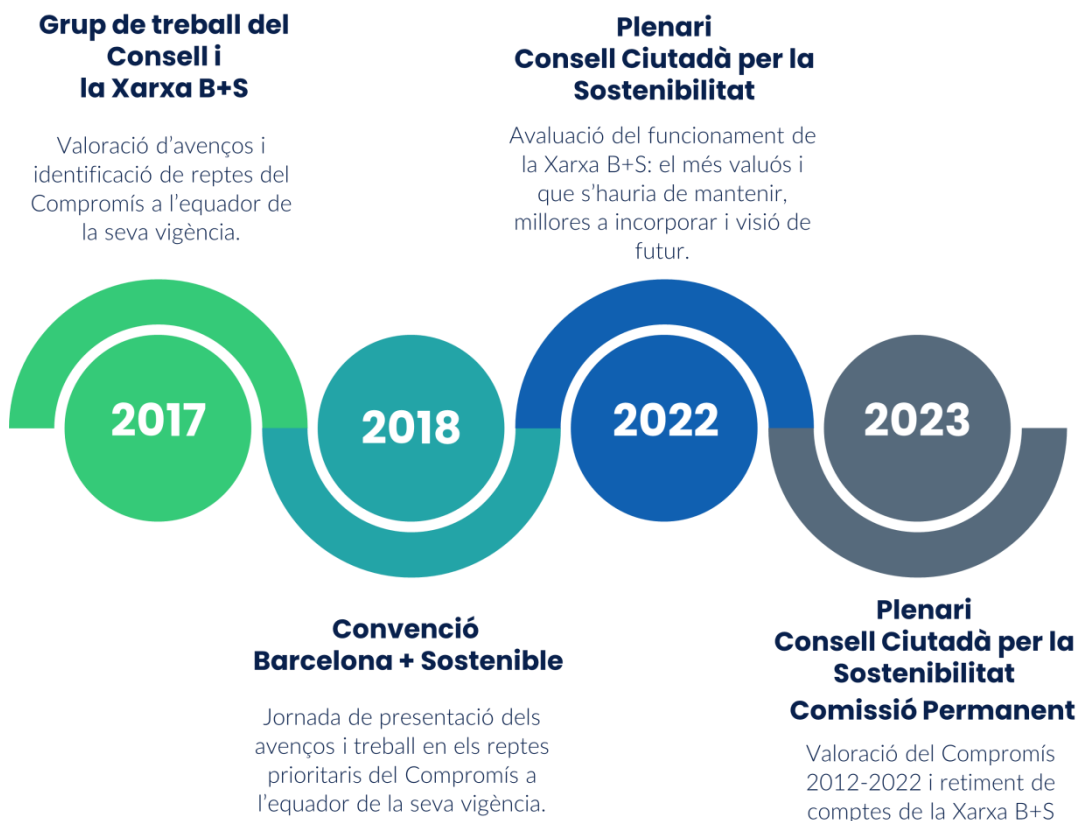 Grup de treball del
Consell i
la Xarxa B+S
Valoració d'avenços i
identificació de reptes del
Compromís a l'equador de
la seva vigència.
Plenari
Consell Ciutadà per la
Sostenibilitat
Avaluació del funcionament de
la Xarxa B+S: el més valuós i
que s'hauria de mantenir,
millores a incorporar i visió de
futur.
2017
2018
2022
2023
Convenció
Barcelona + Sostenible
Jornada de presentació dels
avenços i treball en els reptes
prioritaris del Compromís a
l'equador de la seva vigència.
Plenari
Consell Ciutadà per la
Sostenibilitat
Comissió Permanent
Valoració del Compromís
2012-2022 i retiment de
comptes de la Xarxa B+S